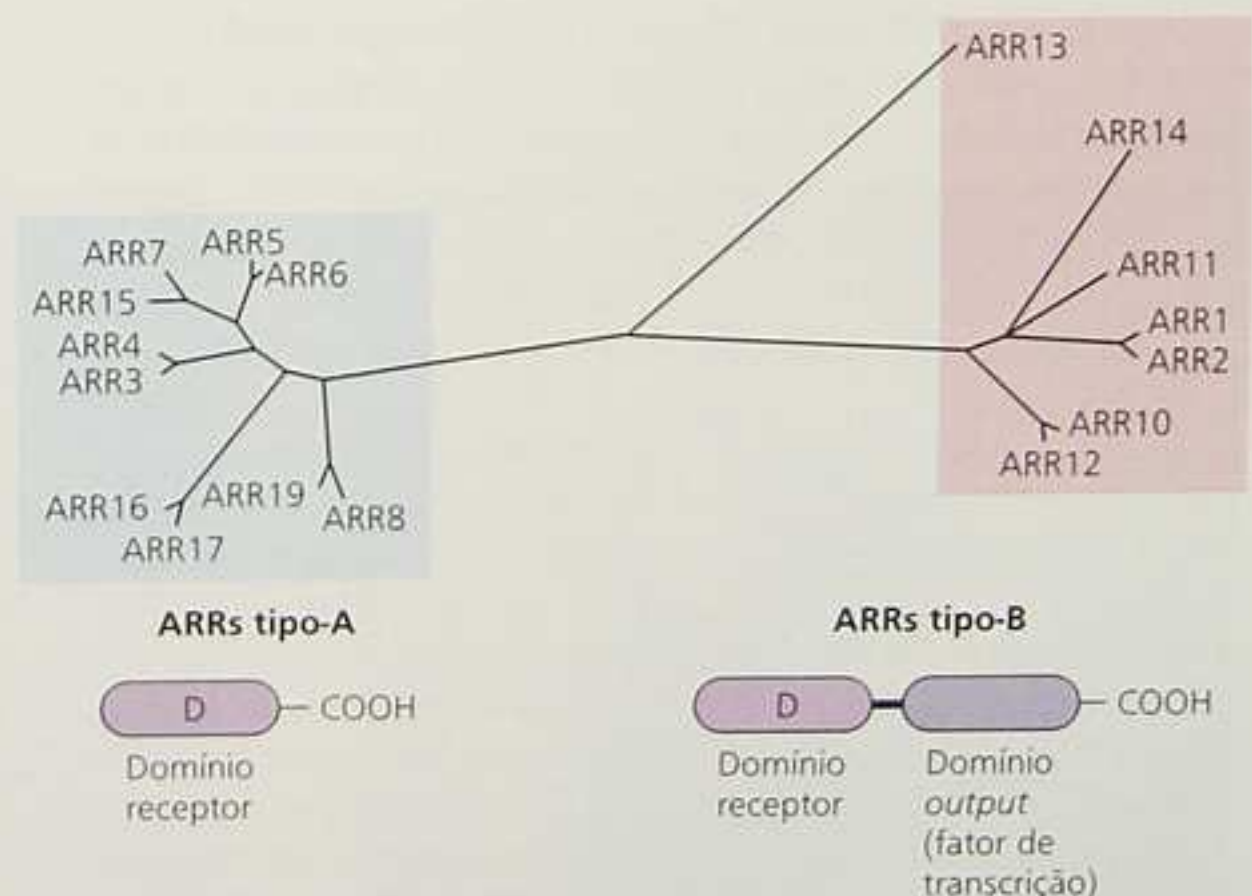 ARR13
ARR14
ARR5
ARR7
ARR6
ARR11
ARR15
ARR1
ARR4
ARR2
ARR3
ARR10
ARR12
ARR16
ARR19
ARR8
ARR17
ARRs tipo-A
ARRs tipo-B
D
COOH
D
COOH
Domínio
receptor
Domínio
receptor
Domínio
output
(fator de
transcrição)